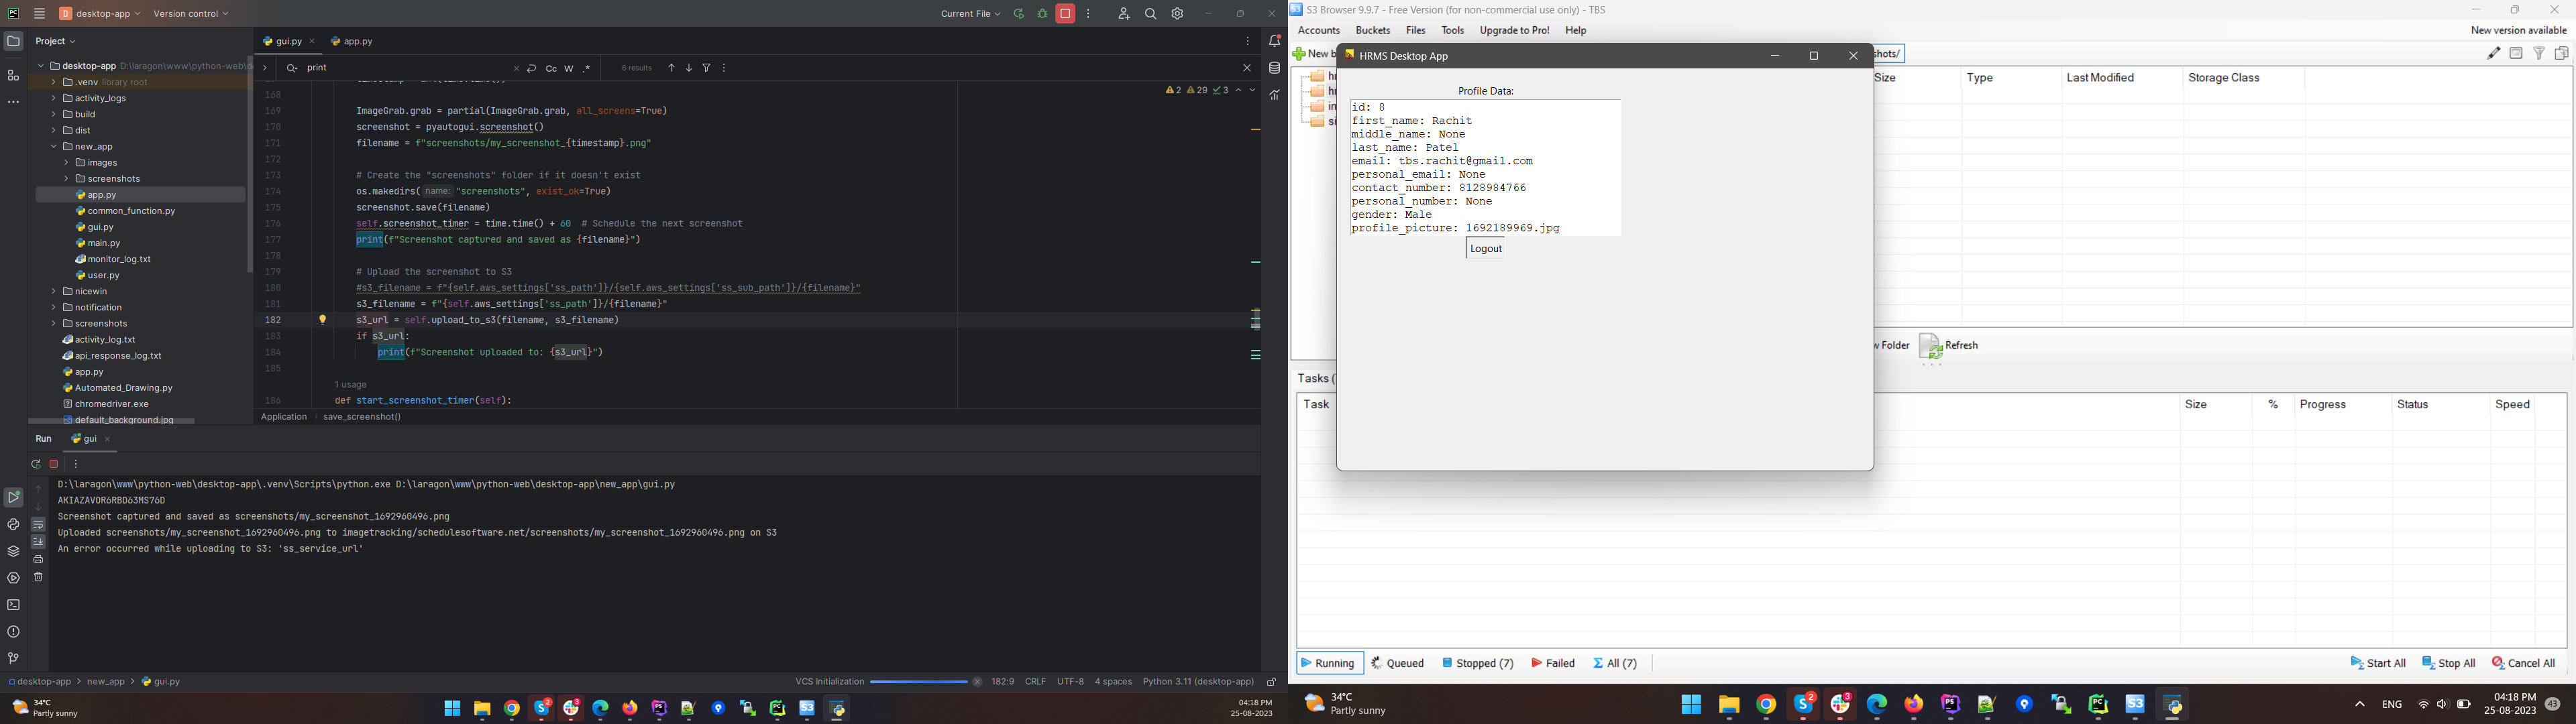 desktop-app
Version control
Current File
Project
gui.py
app.py
desktop-app D:\laragon\www\python-web\d
print
Cc W .*
6 results
.venv library root
activity_logs
build
dist
new_app
images
screenshots
app.py
common_function.py
gui.py
main.py
monitor_log.txt
user.py
nicewin
notification
screenshots
activity_log.txt
api_response_log.txt
app.py
Automated_Drawing.py
chromedriver.exe
default_background.jpg
2 29 3
168
169 ImageGrab.grab = partial(ImageGrab.grab, all_screens=True)
170 screenshot = pyautogui.screenshot()
171 filename = f"screenshots/my_screenshot_{timestamp}.png"
172
173 # Create the "screenshots" folder if it doesn't exist
174 os.makedirs( name: "screenshots", exist_ok=True)
175 screenshot.save(filename)
176 self.screenshot_timer = time.time() + 60 # Schedule the next screenshot
177 print(f"Screenshot captured and saved as {filename}")
178
179 # Upload the screenshot to S3
180 #s3_filename = f"{self.aws_settings['ss_path']}/{self.aws_settings['ss_sub_path']}/{filename}"
181 s3_filename = f"{self.aws_settings['ss_path']}/{filename}"
182 s3_url = self.upload_to_s3(filename, s3_filename)
183 if s3_url:
184 print(f"Screenshot uploaded to: {s3_url}")
185
1 usage
186 def start_screenshot_timer(self):
Application > save_screenshot()
Run gui
D:\laragon\www\python-web\desktop-app\.venv\Scripts\python.exe D:\laragon\www\python-web\desktop-app\new_app\gui.py
AKIAZAVOR6RBD63MS76D
Screenshot captured and saved as screenshots/my_screenshot_1692960496.png
Uploaded screenshots/my_screenshot_1692960496.png to imagetracking/schedulesoftware.net/screenshots/my_screenshot_1692960496.png on S3
An error occurred while uploading to S3: 'ss_service_url'
desktop-app > new_app > gui.py
VCS Initialization
182:9 CRLF UTF-8 4 spaces Python 3.11 (desktop-app)
34°C
Partly sunny
04:18 PM
25-08-2023
S3 Browser 9.9.7 - Free Version (for non-commercial use only) - TBS
Accounts Buckets Files Tools Upgrade to Pro! Help
New version available
New b
shots/
HRMS Desktop App
Size Type Last Modified Storage Class
Profile Data:
id: 8
first_name: Rachit
middle_name: None
last_name: Patel
email: tbs.rachit@gmail.com
personal_email: None
contact_number: 8128984766
personal_number: None
gender: Male
profile_picture: 1692189969.jpg
Logout
w Folder Refresh
Tasks (
Task Size % Progress Status Speed
Running Queued Stopped (7) Failed All (7)
Start All Stop All Cancel All
34°C
Partly sunny
ENG
04:18 PM
25-08-2023
43